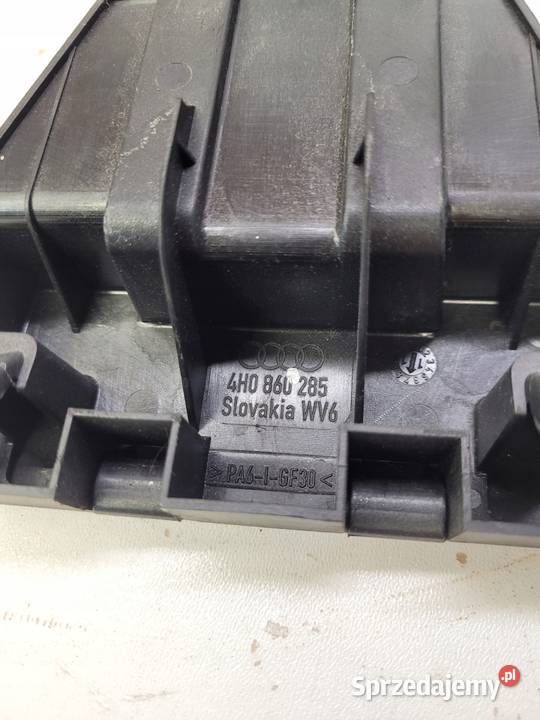 4H0 860 285
Slovakia WV6
>PA6-I-GF30<
Sprzedajemy.pl